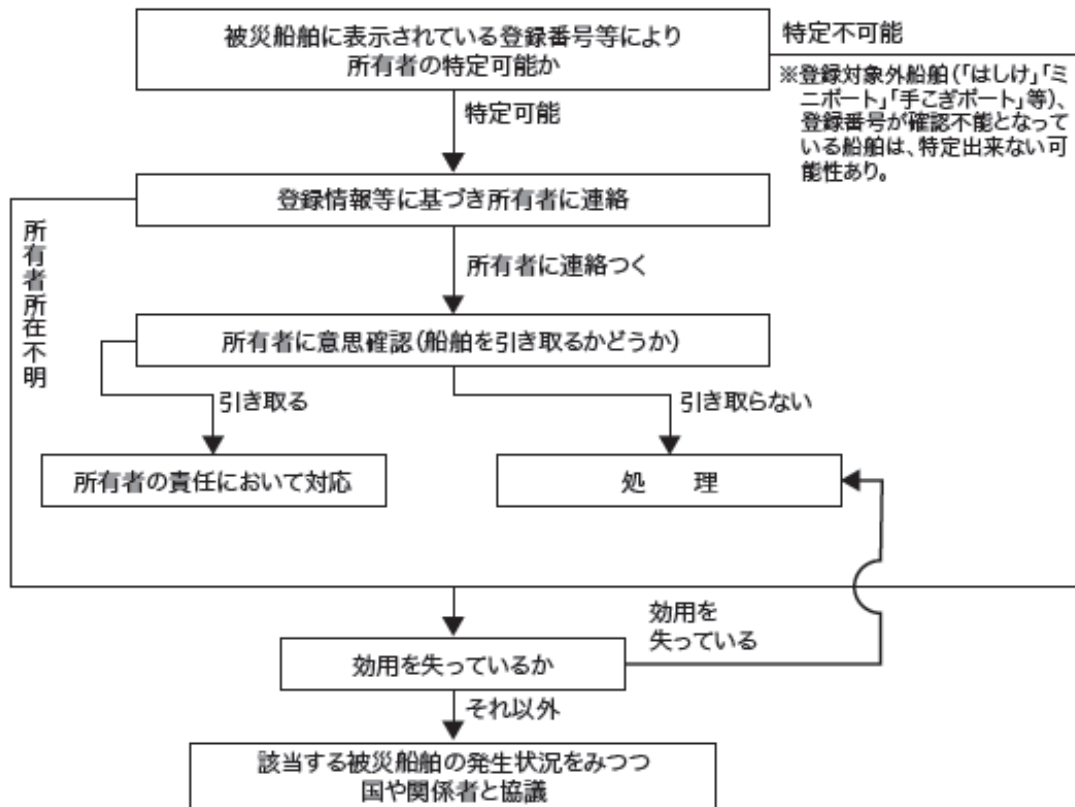 被災船舶に表示されている登録番号等により
所有者の特定可能か
特定不可能
※登録対象外船舶(「はしけ」「ミ
ニボート」「手こぎボート」等)、
登録番号が確認不能となって
いる船舶は、特定出来ない可
能性あり。
特定可能
登録情報等に基づき所有者に連絡
所有者所在不明
所有者に連絡つく
所有者に意思確認(船舶を引き取るかどうか)
引き取る
引き取らない
所有者の責任において対応
処 理
効用を
失っている
効用を失っているか
それ以外
該当する被災船舶の発生状況をみつつ
国や関係者と協議